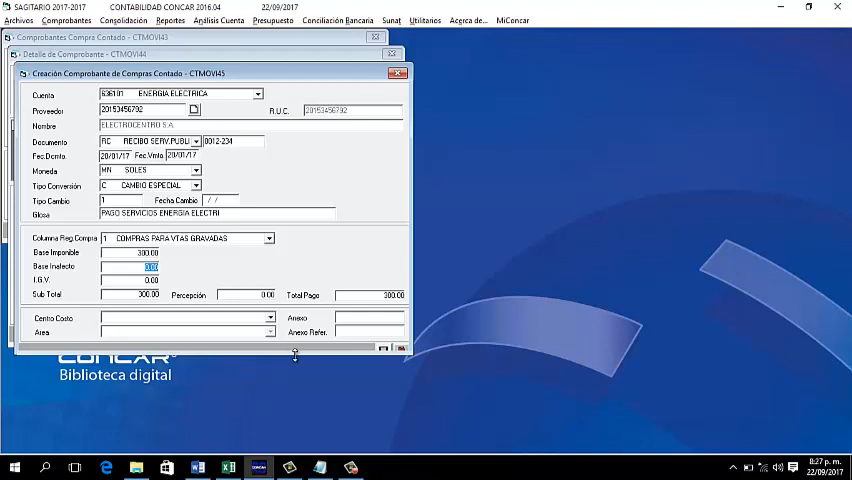 SAGITARIO 2017-2017 CONTABILIDAD CONCAR 2016.04 22/09/2017
Archivos Comprobantes Consolidación Reportes Análisis Cuenta Presupuesto Conciliación Bancaria Sunat Utilitarios Acerca de... MiConcar
Comprobantes Compra Contado - CTMOVI43
Detalle de Comprobante - CTMOVI44
Creación Comprobante de Compras Contado - CTMOVI45
Cuenta 636101 ENERGIA ELECTRICA
Proveedor 20153456792 R.U.C. 20153456792
Nombre ELECTROCENTRO S.A.
Documento RC RECIBO SERV.PUBLI 0012-234
Fec.Dcmto. 20/01/17 Fec.Vmto. 20/01/17
Moneda MN SOLES
Tipo Conversión C CAMBIO ESPECIAL
Tipo Cambio 1 Fecha Cambio / /
Glosa PAGO SERVICIOS ENERGIA ELECTRI
Columna Reg.Compra 1 COMPRAS PARA VTAS GRAVADAS
Base Imponible 300.00
Base Inafecto 0.00
I.G.V. 0.00
Sub Total 300.00 Percepción 0.00 Total Pago 300.00
Centro Costo Anexo
Area Anexo Refer.
CONCAR®
Biblioteca digital
8:27 p. m.
22/09/2017